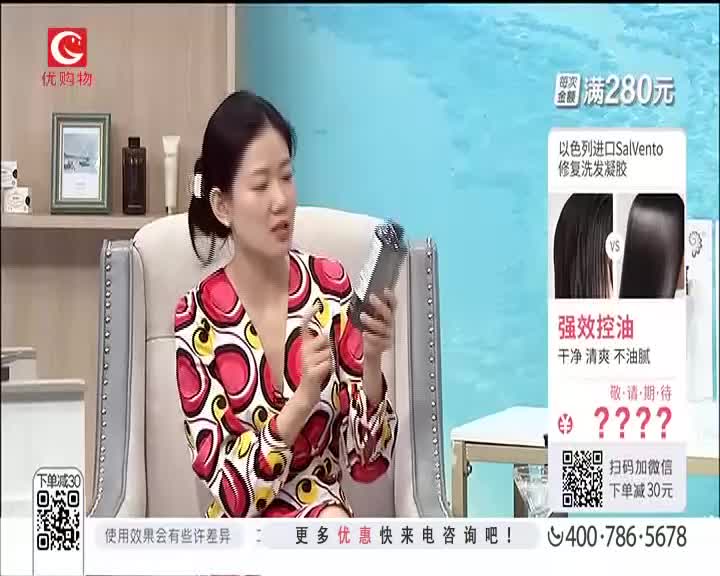 优购物
每次
金额
满280元
以色列进口SalVento
修复洗发凝胶
VS
强效控油
干净 清爽 不油腻
敬·请·期·待
¥ ????
扫码加微信
下单减30元
下单减30
使用效果会有些许差异
更多优惠快来电咨询吧！
400-786-5678